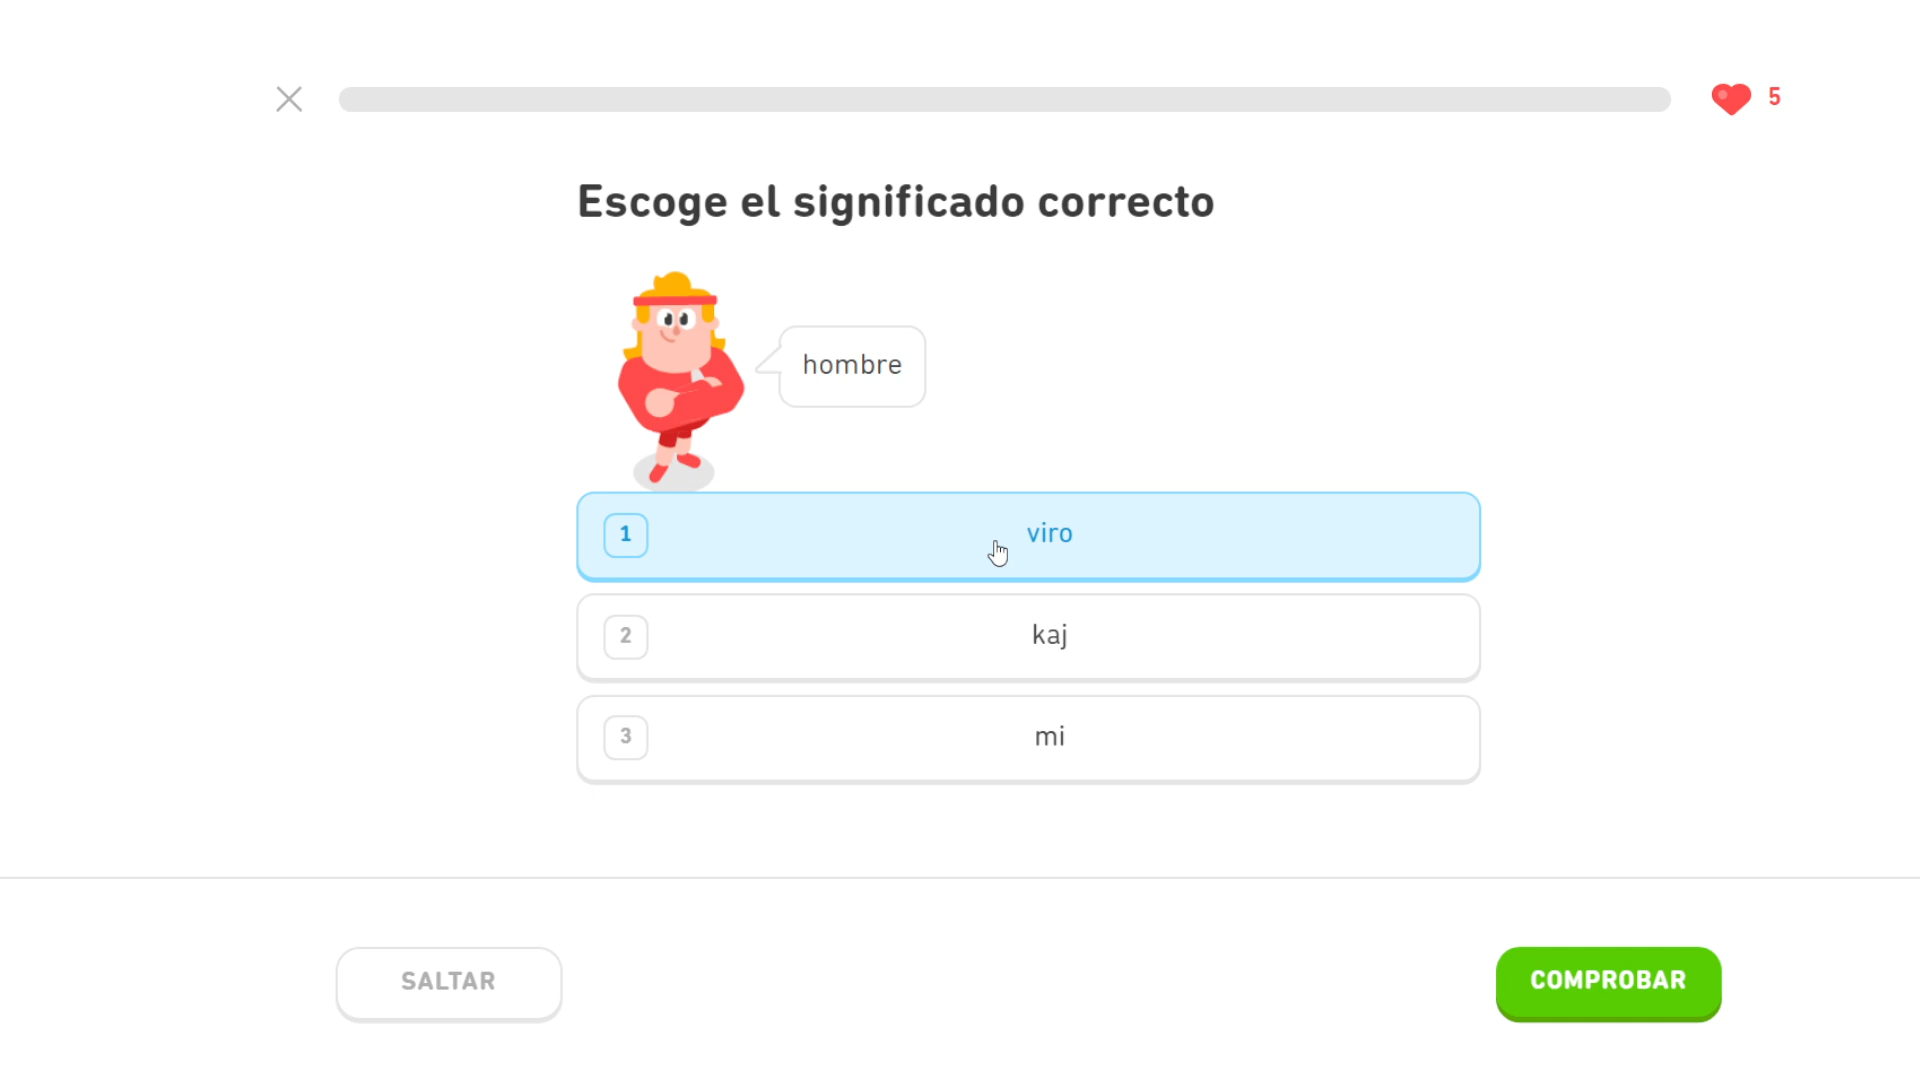 5
Escoge el significado correcto
hombre
1 viro
2 kaj
3 mi
SALTAR
COMPROBAR